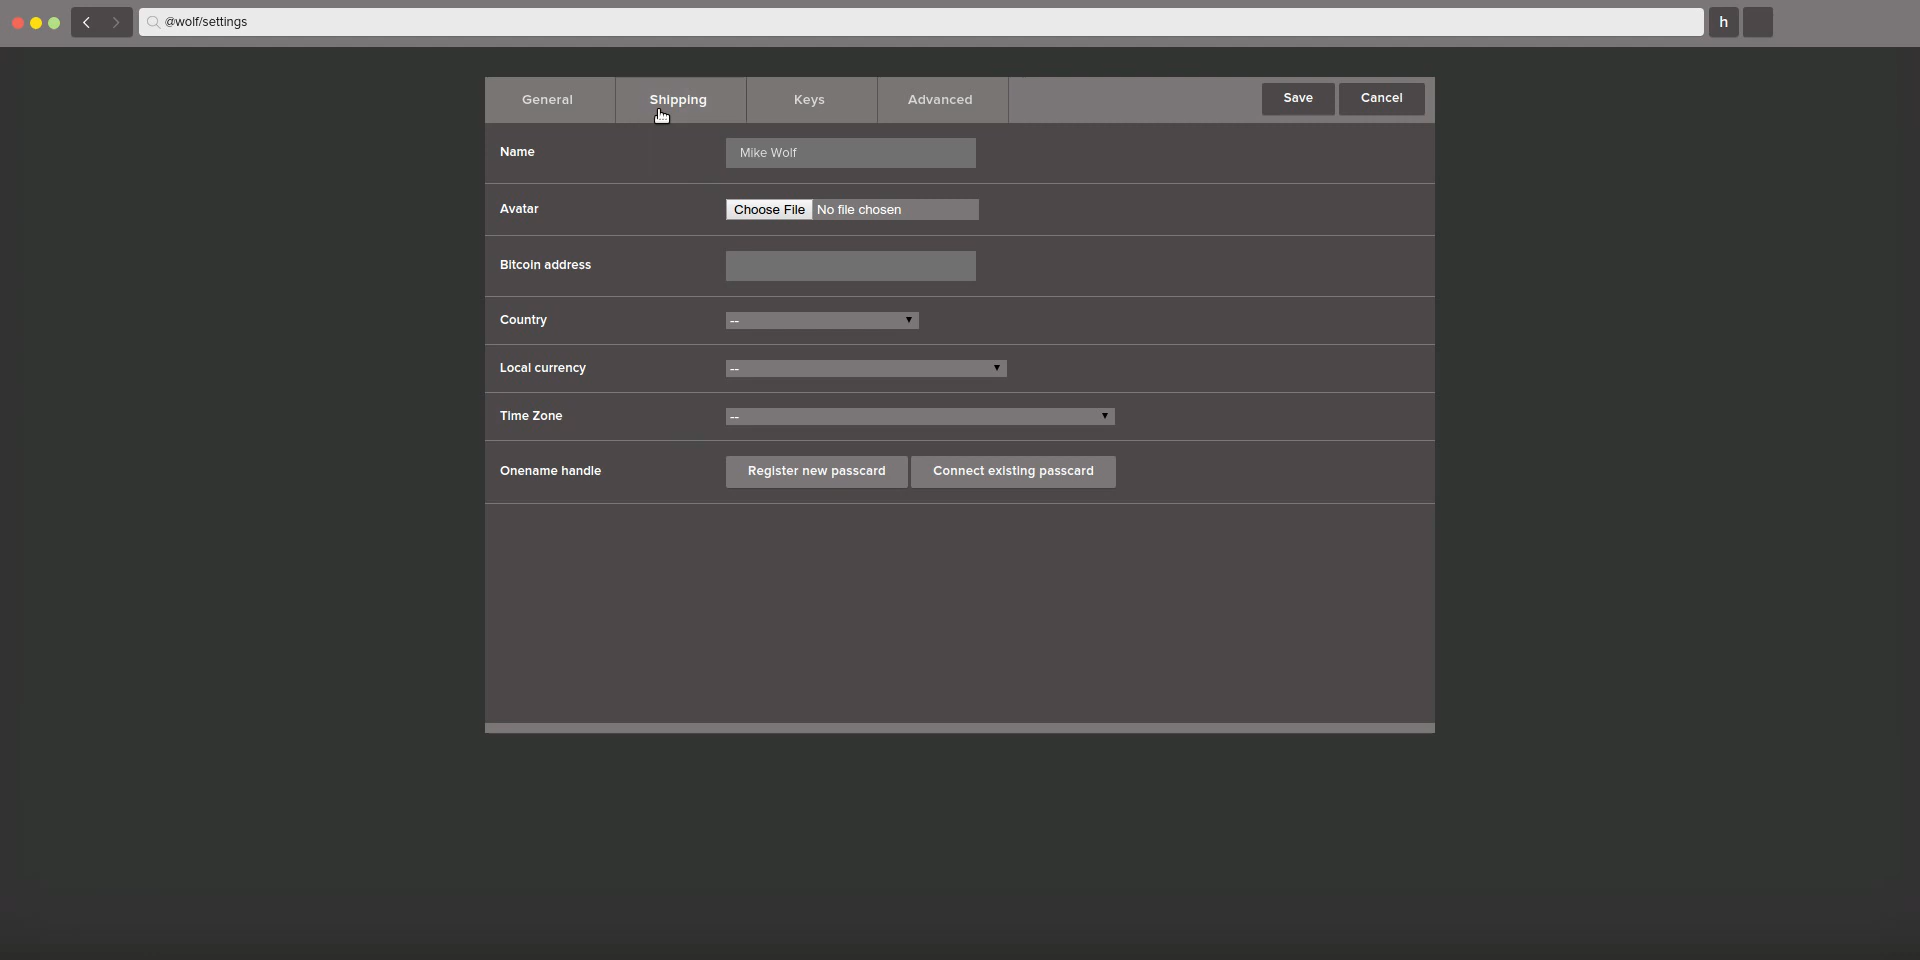 @wolf/settings
h
General Shipping Keys Advanced Save Cancel
Name Mike Wolf
Avatar Choose File No file chosen
Bitcoin address
Country --
Local currency --
Time Zone --
Onename handle Register new passcard Connect existing passcard